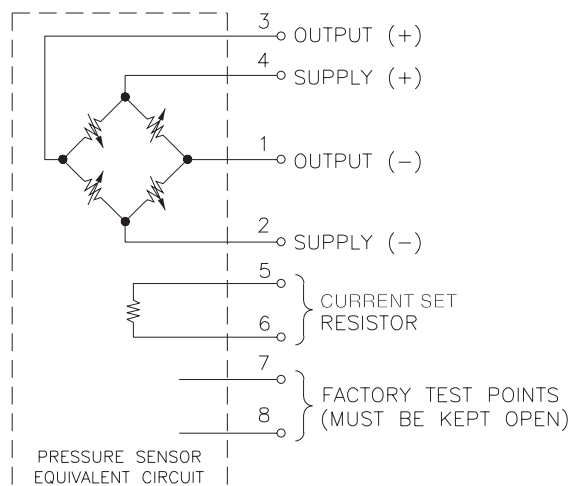 3 OUTPUT (+)
4 SUPPLY (+)
1 OUTPUT (−)
2 SUPPLY (−)
5
CURRENT SET
6 RESISTOR
7
FACTORY TEST POINTS
8 (MUST BE KEPT OPEN)
PRESSURE SENSOR
EQUIVALENT CIRCUIT